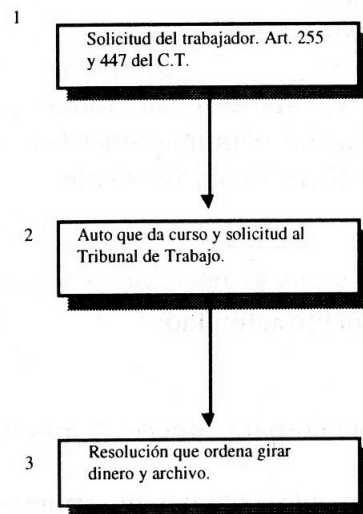 1
Solicitud del trabajador. Art. 255
y 447 del C.T.
2
Auto que da curso y solicitud al
Tribunal de Trabajo.
3
Resolución que ordena girar
dinero y archivo.